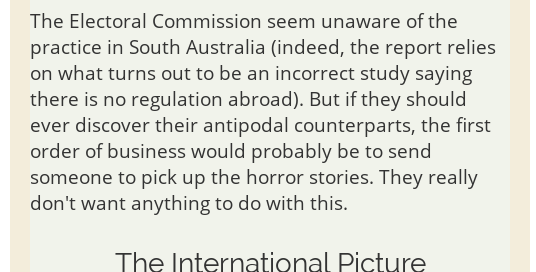 The Electoral Commission seem unaware of the
practice in South Australia (indeed, the report relies
on what turns out to be an incorrect study saying
there is no regulation abroad). But if they should
ever discover their antipodal counterparts, the first
order of business would probably be to send
someone to pick up the horror stories. They really
don't want anything to do with this.
The International Picture